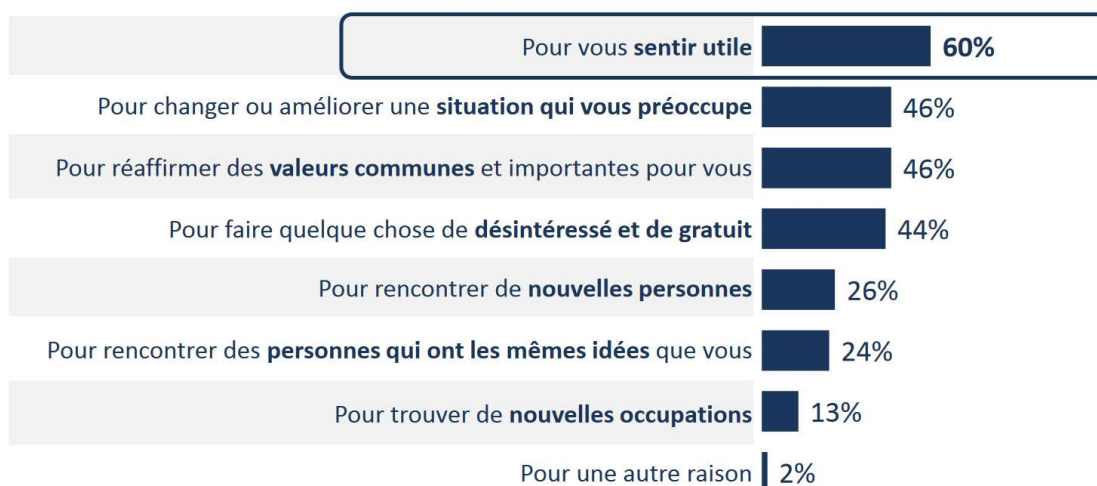 Pour vous sentir utile 60%
Pour changer ou améliorer une situation qui vous préoccupe 46%
Pour réaffirmer des valeurs communes et importantes pour vous 46%
Pour faire quelque chose de désintéressé et de gratuit 44%
Pour rencontrer de nouvelles personnes 26%
Pour rencontrer des personnes qui ont les mêmes idées que vous 24%
Pour trouver de nouvelles occupations 13%
Pour une autre raison 2%